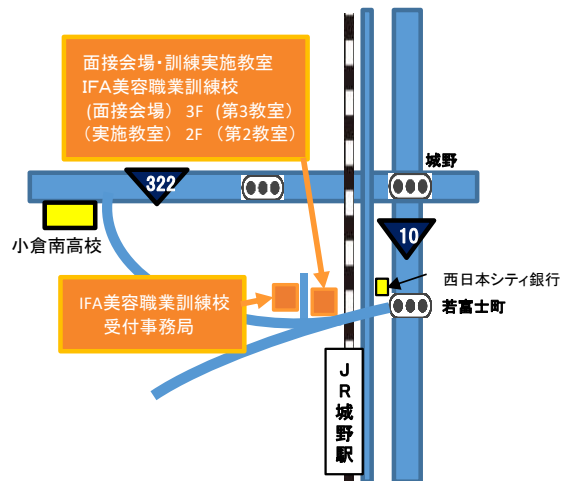 面接会場・訓練実施教室
IFA美容職業訓練校
(面接会場） 3F (第3教室）
（実施教室） 2F （第2教室）
城野
322
10
小倉南高校
西日本シティ銀行
IFA美容職業訓練校
受付事務局
若富士町
JR城野駅